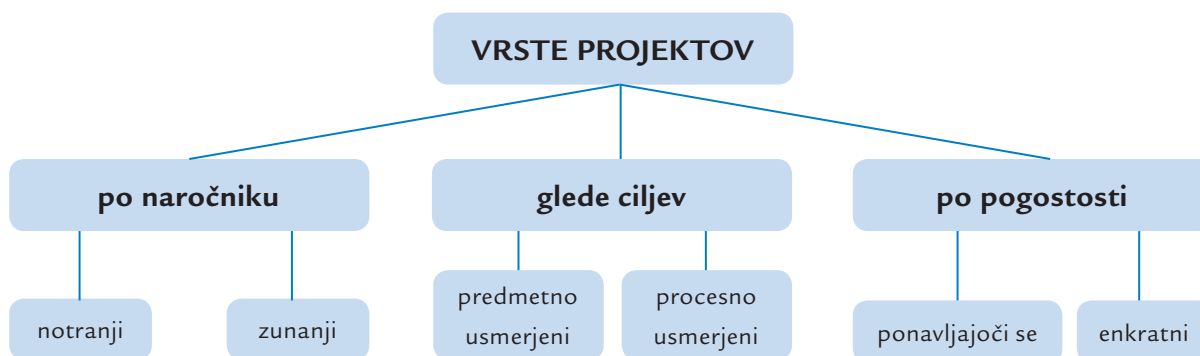 VRSTE PROJEKTOV
po naročniku
glede ciljev
po pogostosti
notranji
zunanji
predmetno
usmerjeni
procesno
usmerjeni
ponavljajoči se
enkratni